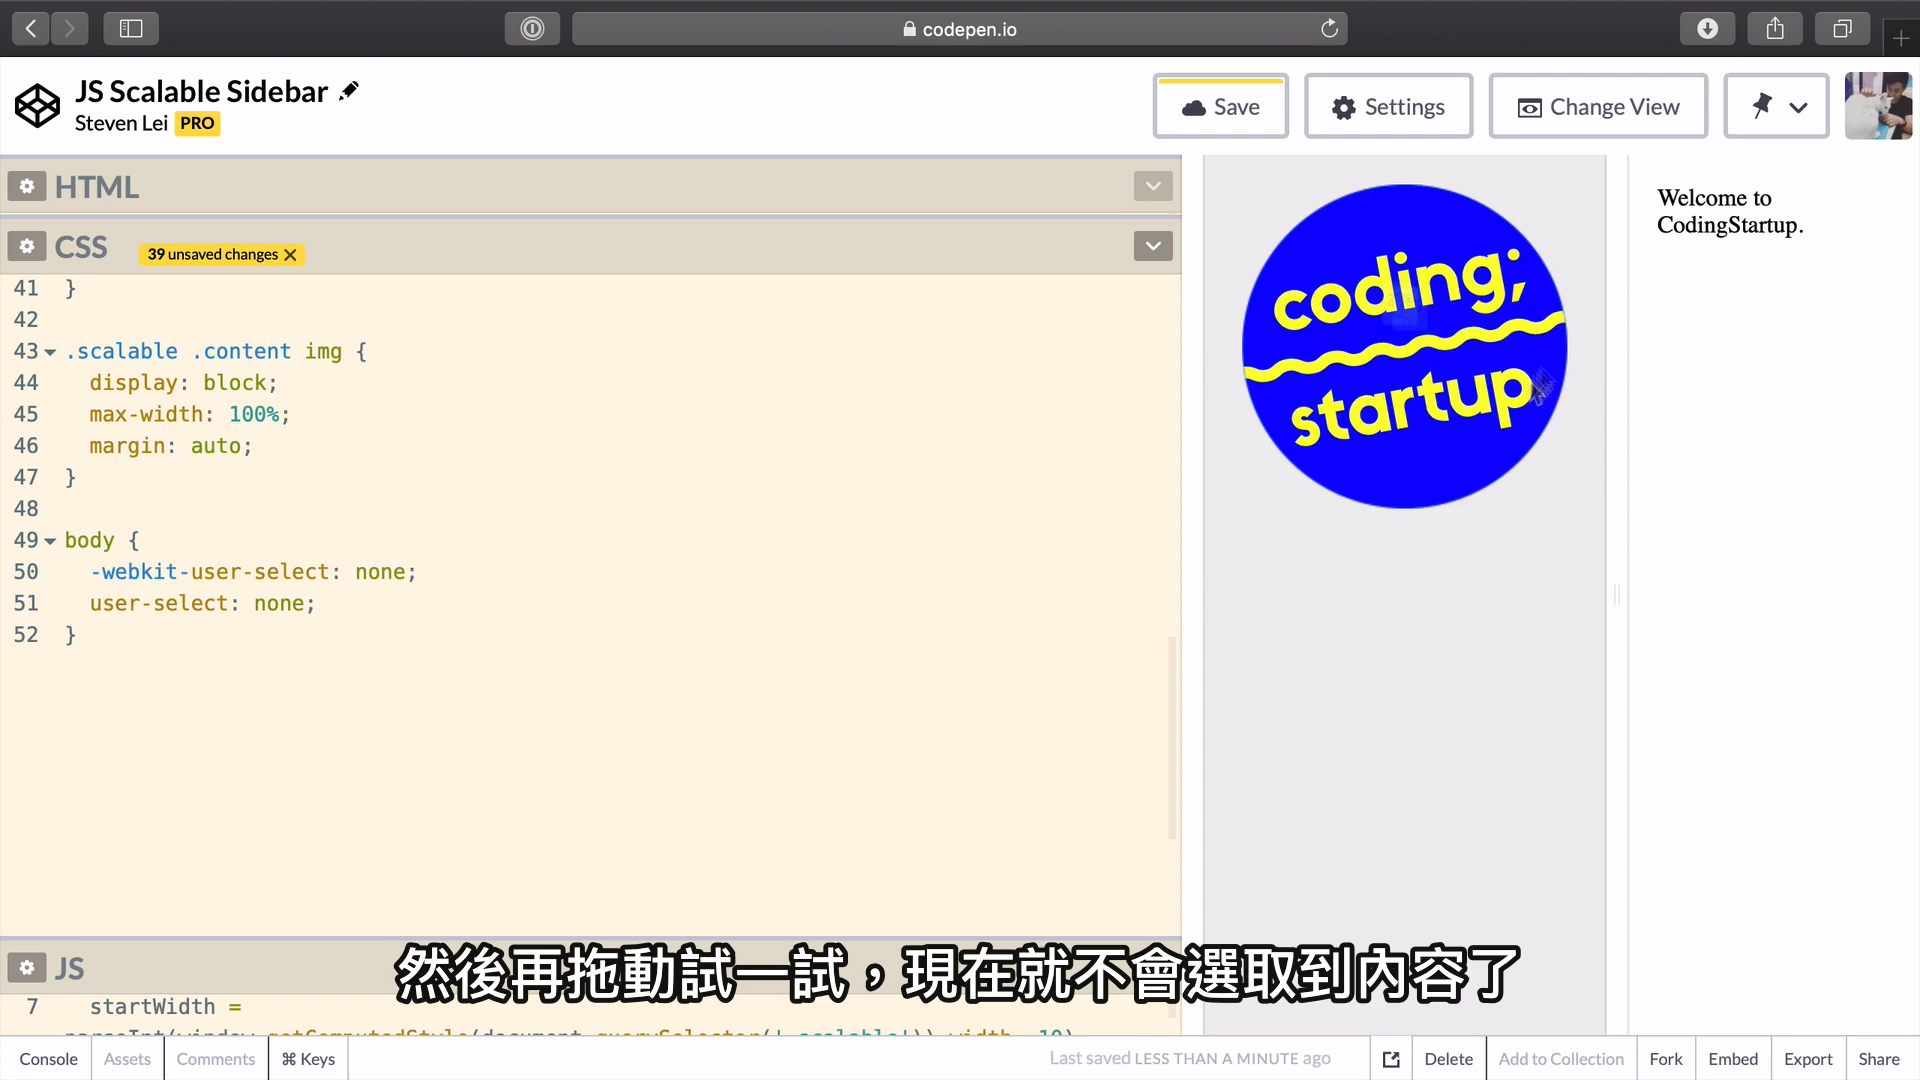 codepen.io
JS Scalable Sidebar
Steven Lei PRO
Save
Settings
Change View
HTML
CSS
39 unsaved changes
41 }
42
43 .scalable .content img {
44 display: block;
45 max-width: 100%;
46 margin: auto;
47 }
48
49 body {
50 -webkit-user-select: none;
51 user-select: none;
52 }
coding;
startup
Welcome to
CodingStartup.
JS
然後再拖動試一試，現在就不會選取到內容了
7 startWidth =
Console
Assets
Comments
⌘ Keys
Last saved LESS THAN A MINUTE ago
Delete
Add to Collection
Fork
Embed
Export
Share